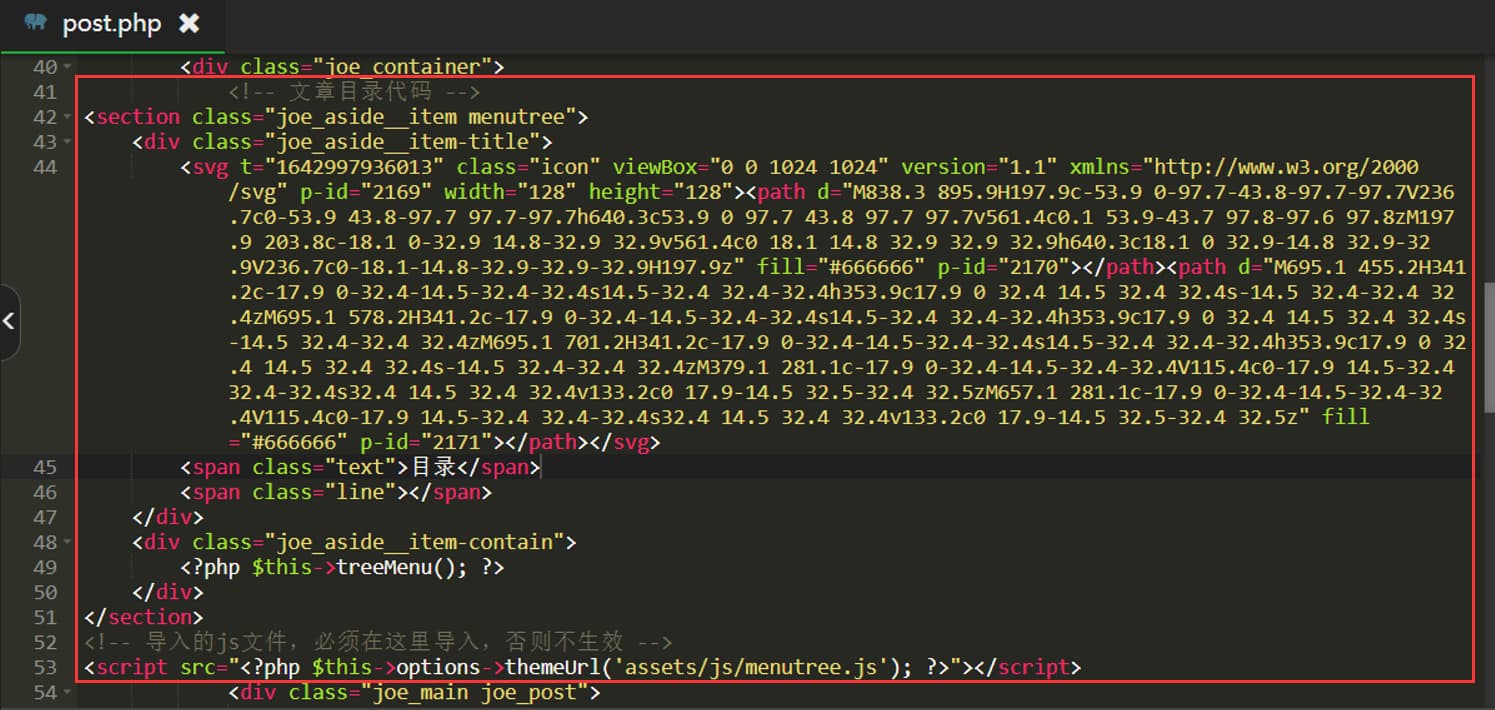 post.php ✖
40 <div class="joe_container">
41 <!-- 文章目录代码 -->
42 <section class="joe_aside__item menutree">
43 <div class="joe_aside__item-title">
44 <svg t="1642997936013" class="icon" viewBox="0 0 1024 1024" version="1.1" xmlns="http://www.w3.org/2000
/svg" p-id="2169" width="128" height="128"><path d="M838.3 895.9H197.9c-53.9 0-97.7-43.8-97.7-97.7V236
.7c0-53.9 43.8-97.7 97.7-97.7h640.3c53.9 0 97.7 43.8 97.7 97.7v561.4c0.1 53.9-43.7 97.8-97.6 97.8zM197
.9 203.8c-18.1 0-32.9 14.8-32.9 32.9v561.4c0 18.1 14.8 32.9 32.9 32.9h640.3c18.1 0 32.9-14.8 32.9-32
.9V236.7c0-18.1-14.8-32.9-32.9-32.9H197.9z" fill="#666666" p-id="2170"></path><path d="M695.1 455.2H341
.2c-17.9 0-32.4-14.5-32.4-32.4s14.5-32.4 32.4-32.4h353.9c17.9 0 32.4 14.5 32.4 32.4s-14.5 32.4-32.4 32
.4zM695.1 578.2H341.2c-17.9 0-32.4-14.5-32.4-32.4s14.5-32.4 32.4-32.4h353.9c17.9 0 32.4 14.5 32.4 32.4s
-14.5 32.4-32.4 32.4zM695.1 701.2H341.2c-17.9 0-32.4-14.5-32.4-32.4s14.5-32.4 32.4-32.4h353.9c17.9 0 32
.4 14.5 32.4 32.4s-14.5 32.4-32.4 32.4zM379.1 281.1c-17.9 0-32.4-14.5-32.4-32.4V115.4c0-17.9 14.5-32.4
32.4-32.4s32.4 14.5 32.4 32.4v133.2c0 17.9-14.5 32.5-32.4 32.5zM657.1 281.1c-17.9 0-32.4-14.5-32.4-32
.4V115.4c0-17.9 14.5-32.4 32.4-32.4s32.4 14.5 32.4 32.4v133.2c0 17.9-14.5 32.5-32.4 32.5z" fill
="#666666" p-id="2171"></path></svg>
45 <span class="text">目录</span>
46 <span class="line"></span>
47 </div>
48 <div class="joe_aside__item-contain">
49 <?php $this->treeMenu(); ?>
50 </div>
51 </section>
52 <!-- 导入的js文件，必须在这里导入，否则不生效 -->
53 <script src="<?php $this->options->themeUrl('assets/js/menutree.js'); ?>"></script>
54 <div class="joe_main joe_post">